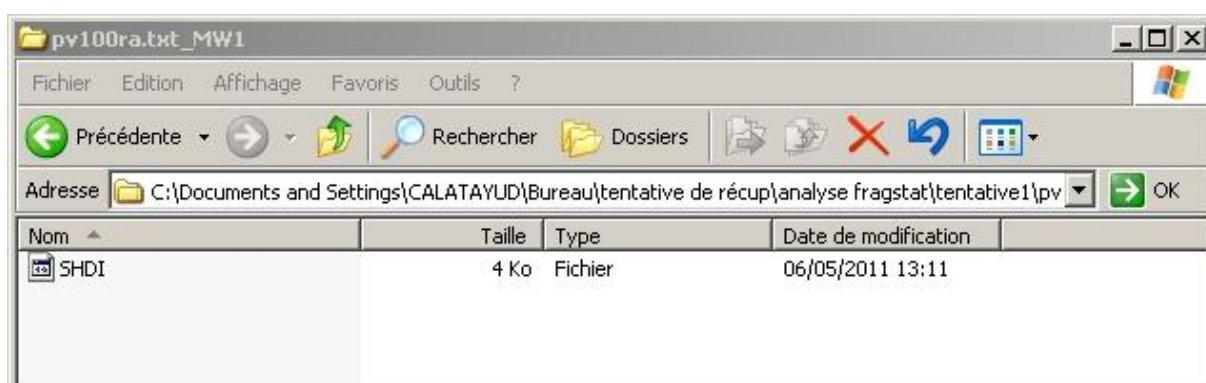 pv100ra.txt_MW1
Fichier Edition Affichage Favoris Outils ?
Précédente Rechercher Dossiers
Adresse C:\Documents and Settings\CALATAYUD\Bureau\tentative de récup\analyse fragstat\tentative1\pv OK
Nom Taille Type Date de modification
SHDI 4 Ko Fichier 06/05/2011 13:11